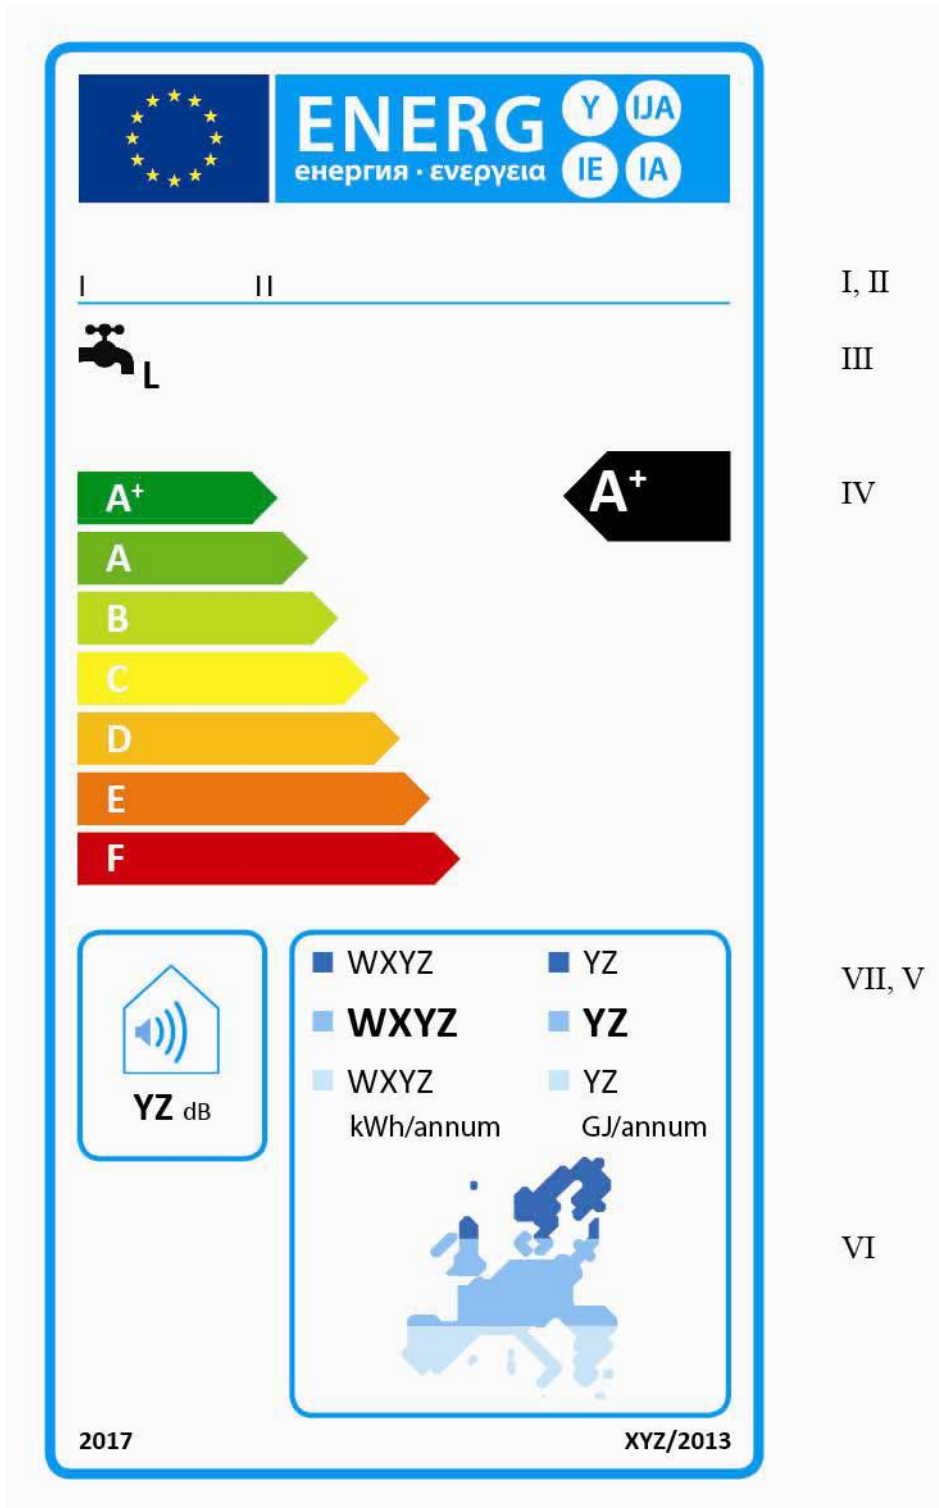 ENERG Y IJA
енергия · ενεργεια IE IA
I II I, II
L III
A+ A+ IV
A
B
C
D
E
F
WXYZ YZ VII, V
WXYZ YZ
WXYZ YZ
YZ dB kWh/annum GJ/annum
VI
2017 XYZ/2013